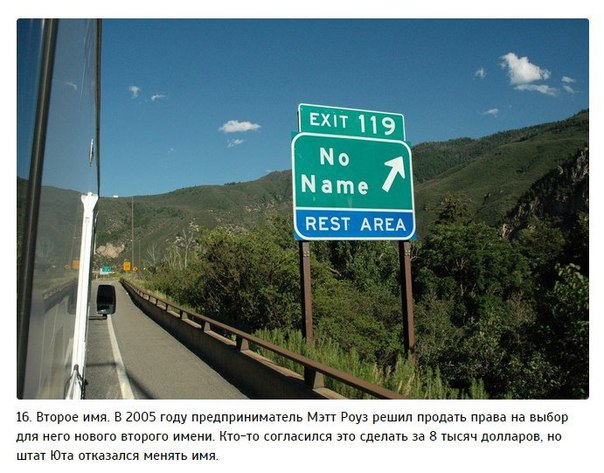 EXIT 119
No
Name
REST AREA
16. Второе имя. В 2005 году предприниматель Мэтт Роуз решил продать права на выбор
для него нового второго имени. Кто-то согласился это сделать за 8 тысяч долларов, но
штат Юта отказался менять имя.